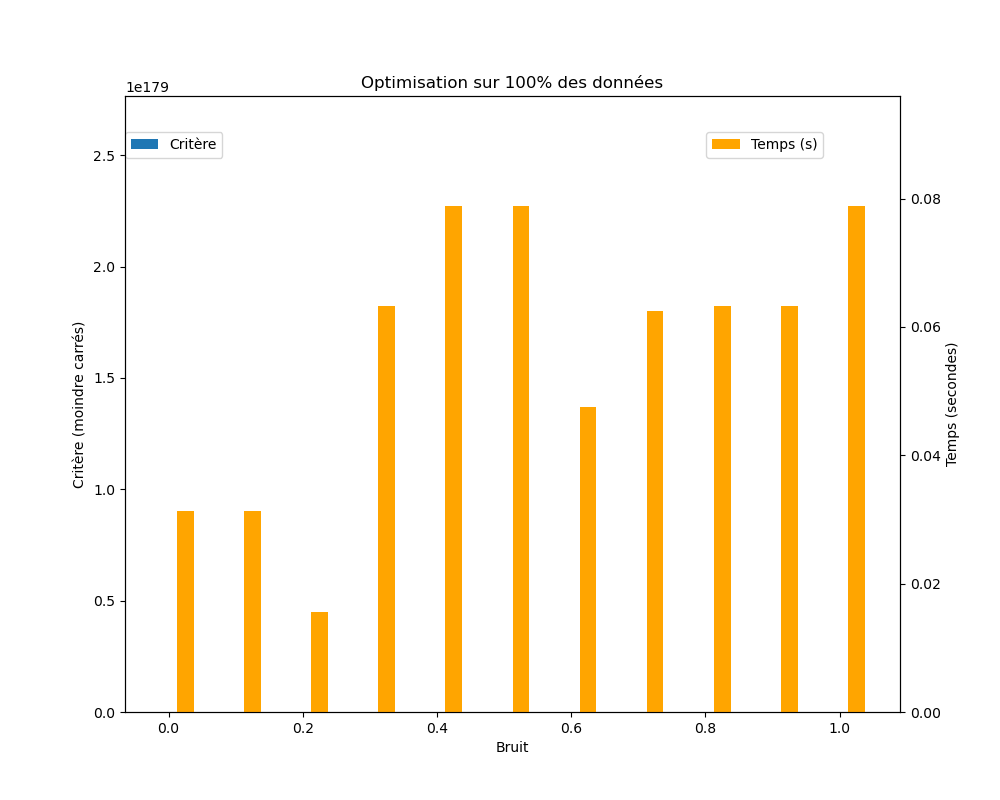 Optimisation sur 100% des données
1e179
Critère
Temps (s)
2.5
2.0
1.5
1.0
0.5
0.0
Critère (moindre carrés)
0.08
0.06
0.04
0.02
0.00
Temps (secondes)
0.0 0.2 0.4 0.6 0.8 1.0
Bruit